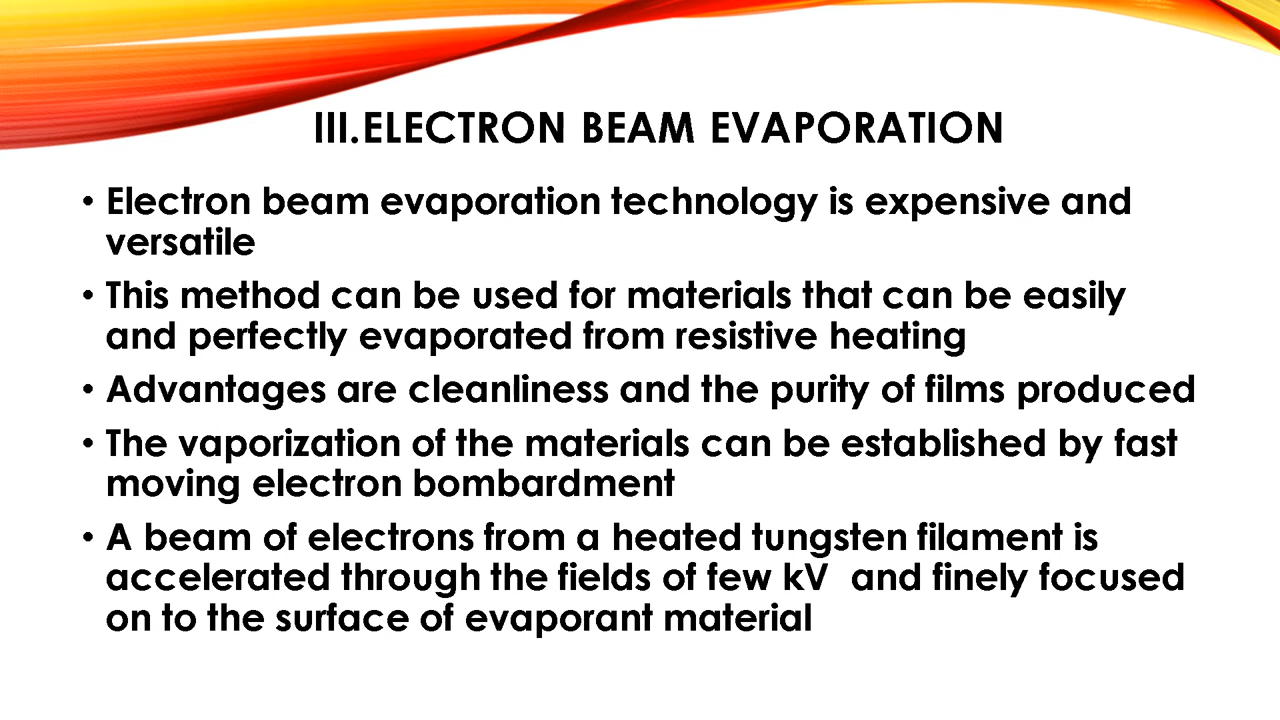 III.ELECTRON BEAM EVAPORATION
• Electron beam evaporation technology is expensive and
versatile
• This method can be used for materials that can be easily
and perfectly evaporated from resistive heating
• Advantages are cleanliness and the purity of films produced
• The vaporization of the materials can be established by fast
moving electron bombardment
• A beam of electrons from a heated tungsten filament is
accelerated through the fields of few kV  and finely focused
on to the surface of evaporant material